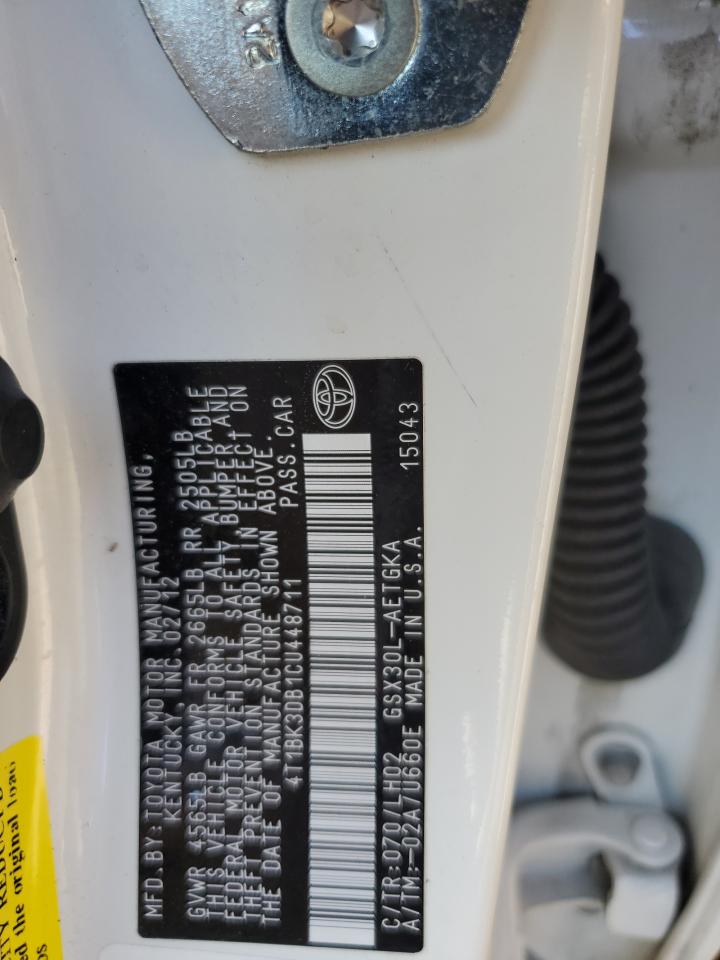 MFD.BY:TOYOTA MOTOR MANUFACTURING,
KENTUCKY, INC. 02/12
GVWR 4565LB GAWR FR 2665LB RR 2505LB
THIS VEHICLE CONFORMS TO ALL APPLICABLE
FEDERAL MOTOR VEHICLE SAFETY, BUMPER, AND
THEFT PREVENTION STANDARDS IN EFFECT ON
THE DATE OF MANUFACTURE SHOWN ABOVE.
4T1BK3DB1CU448711 PASS.CAR
C/TR:070/LH02 GSX30L-AETGKA
A/TM:-02A/U660E MADE IN U.S.A. 15043
the original